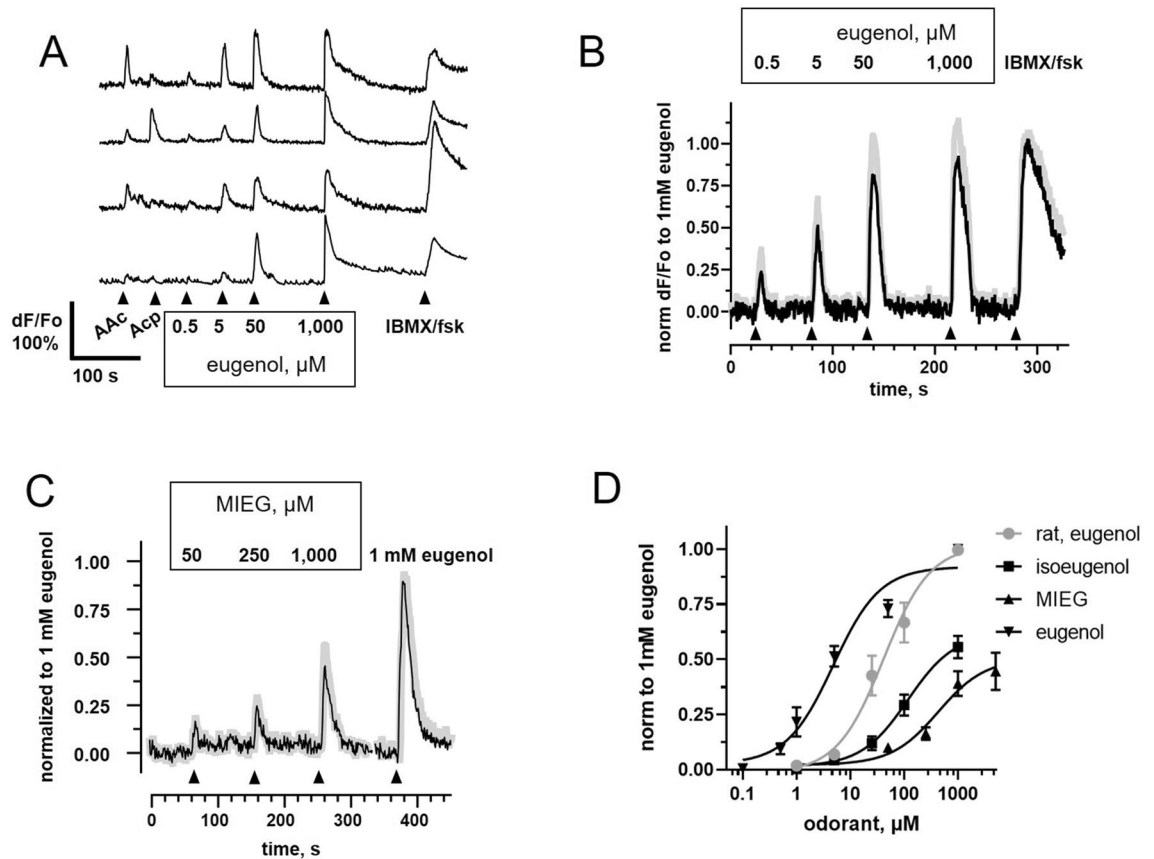 A
AAc
Acp
0.5 5 50 1,000
eugenol, µM
IBMX/fsk
dF/Fo
100%
100 s
B
eugenol, µM
0.5 5 50 1,000
IBMX/fsk
norm dF/Fo to 1mM eugenol
1.00
0.75
0.50
0.25
0.00
0 100 200 300
time, s
C
MIEG, µM
50 250 1,000
1 mM eugenol
normalized to 1 mM eugenol
1.00
0.75
0.50
0.25
0.00
0 100 200 300 400
time, s
D
norm to 1mM eugenol
1.00
0.75
0.50
0.25
0.00
0.1 1 10 100 1000
odorant, µM
rat, eugenol
isoeugenol
MIEG
eugenol